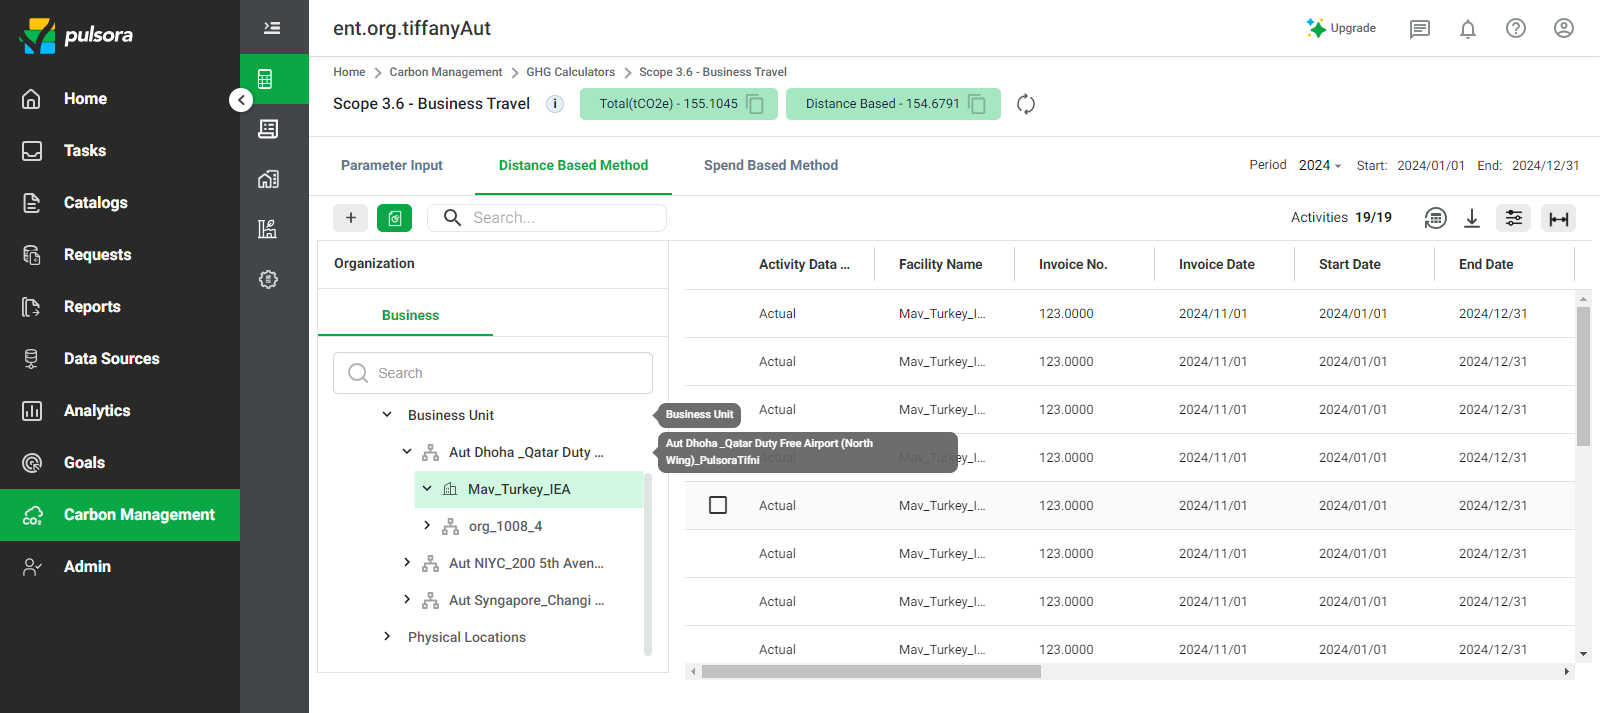 pulsora
Home
Tasks
Catalogs
Requests
Reports
Data Sources
Analytics
Goals
Carbon Management
Admin
ent.org.tiffanyAut
Upgrade
Home > Carbon Management > GHG Calculators > Scope 3.6 - Business Travel
Scope 3.6 - Business Travel i Total(tCO2e) - 155.1045 Distance Based - 154.6791
Parameter Input Distance Based Method Spend Based Method Period 2024 Start: 2024/01/01 End: 2024/12/31
+ Search... Activities 19/19
Organization
Business
Search
Business Unit
Aut Dhoha _Qatar Duty ...
Mav_Turkey_IEA
org_1008_4
Aut NIYC_200 5th Aven...
Aut Syngapore_Changi ...
Physical Locations
Business Unit
Aut Dhoha _Qatar Duty Free Airport (North
Wing)_PulsoraTifni
Activity Data ... Facility Name Invoice No. Invoice Date Start Date End Date
Actual Mav_Turkey_I... 123.0000 2024/11/01 2024/01/01 2024/12/31
Actual Mav_Turkey_I... 123.0000 2024/11/01 2024/01/01 2024/12/31
Actual Mav_Turkey_I... 123.0000 2024/11/01 2024/01/01 2024/12/31
Mav_Turkey_I... 123.0000 2024/11/01 2024/01/01 2024/12/31
Actual Mav_Turkey_I... 123.0000 2024/11/01 2024/01/01 2024/12/31
Actual Mav_Turkey_I... 123.0000 2024/11/01 2024/01/01 2024/12/31
Actual Mav_Turkey_I... 123.0000 2024/11/01 2024/01/01 2024/12/31
Actual Mav_Turkey_I... 123.0000 2024/11/01 2024/01/01 2024/12/31